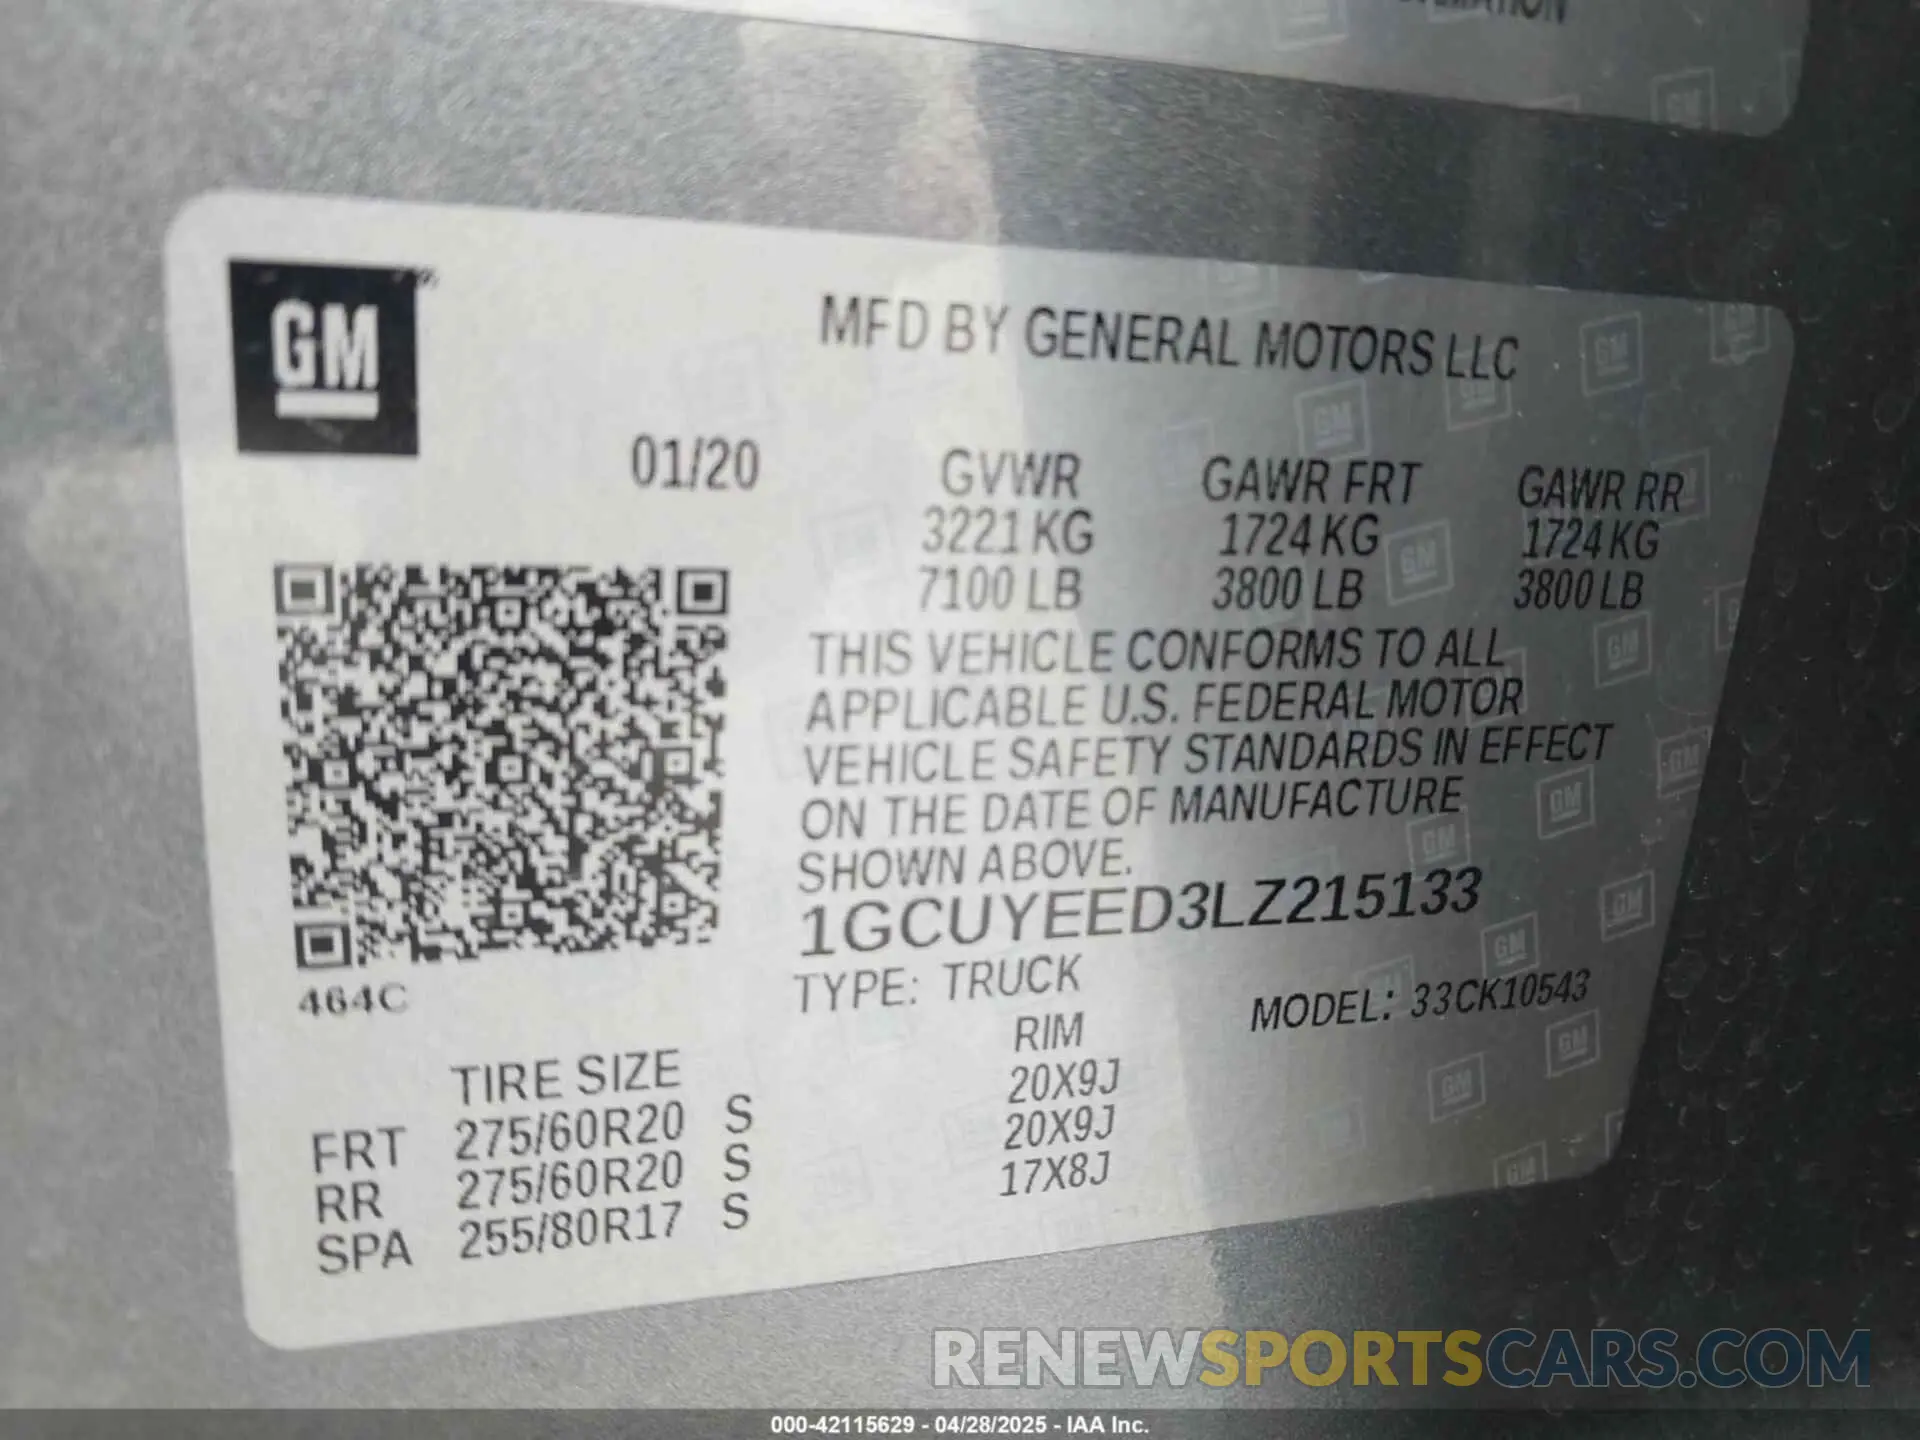 GM
MFD BY GENERAL MOTORS LLC
01/20
GVWR GAWR FRT GAWR RR
3221 KG 1724 KG 1724 KG
7100 LB 3800 LB 3800 LB
THIS VEHICLE CONFORMS TO ALL
APPLICABLE U.S. FEDERAL MOTOR
VEHICLE SAFETY STANDARDS IN EFFECT
ON THE DATE OF MANUFACTURE
SHOWN ABOVE.
1GCUYEED3LZ215133
464C
TYPE: TRUCK MODEL: 33CK10543
TIRE SIZE RIM
FRT 275/60R20 S 20X9J
RR 275/60R20 S 20X9J
SPA 255/80R17 S 17X8J
RENEWSPORTSCARS.COM
000-42115629 - 04/28/2025 - IAA Inc.